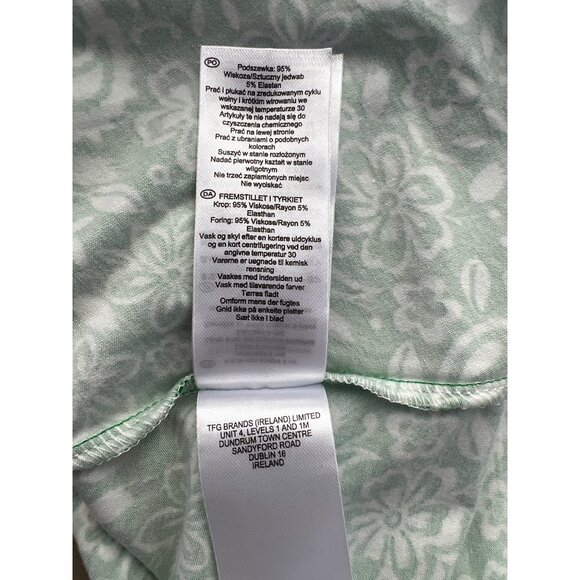 PO
Podszewka: 95%
Wiskoza/Sztuczny jedwab
5% Elastan
Prać i płukać na zredukowanym cyklu
wełny i krótkim wirowaniu we
wskazanej temperaturze 30
Artykuły te nie nadają się do
czyszczenia chemicznego
Prać na lewej stronie
Prać z ubraniami o podobnych
kolorach
Suszyć w stanie rozłożonym
Nadać pierwotny kształt w stanie
wilgotnym
Nie trzeć zaplamionych miejsc
Nie wyciskać
DA FREMSTILLET I TYRKIET
Krop: 95% Viskose/Rayon 5%
Elasthan
Foring: 95% Viskose/Rayon 5%
Elasthan
Vask og skyl efter en kortere uldcyklus
og en kort centrifugering ved den
angivne temperatur 30
Varerne er uegnede til kemisk
rensning
Vaskes med indersiden ud
Vask med tilsvarende farver
Tørres fladt
Omform mens der fugtes
Gnid ikke på enkelte pletter
Sæt ikke i blød
TFG BRANDS (IRELAND) LIMITED
UNIT 4, LEVELS 1 AND 1M
DUNDRUM TOWN CENTRE
SANDYFORD ROAD
DUBLIN 16
IRELAND